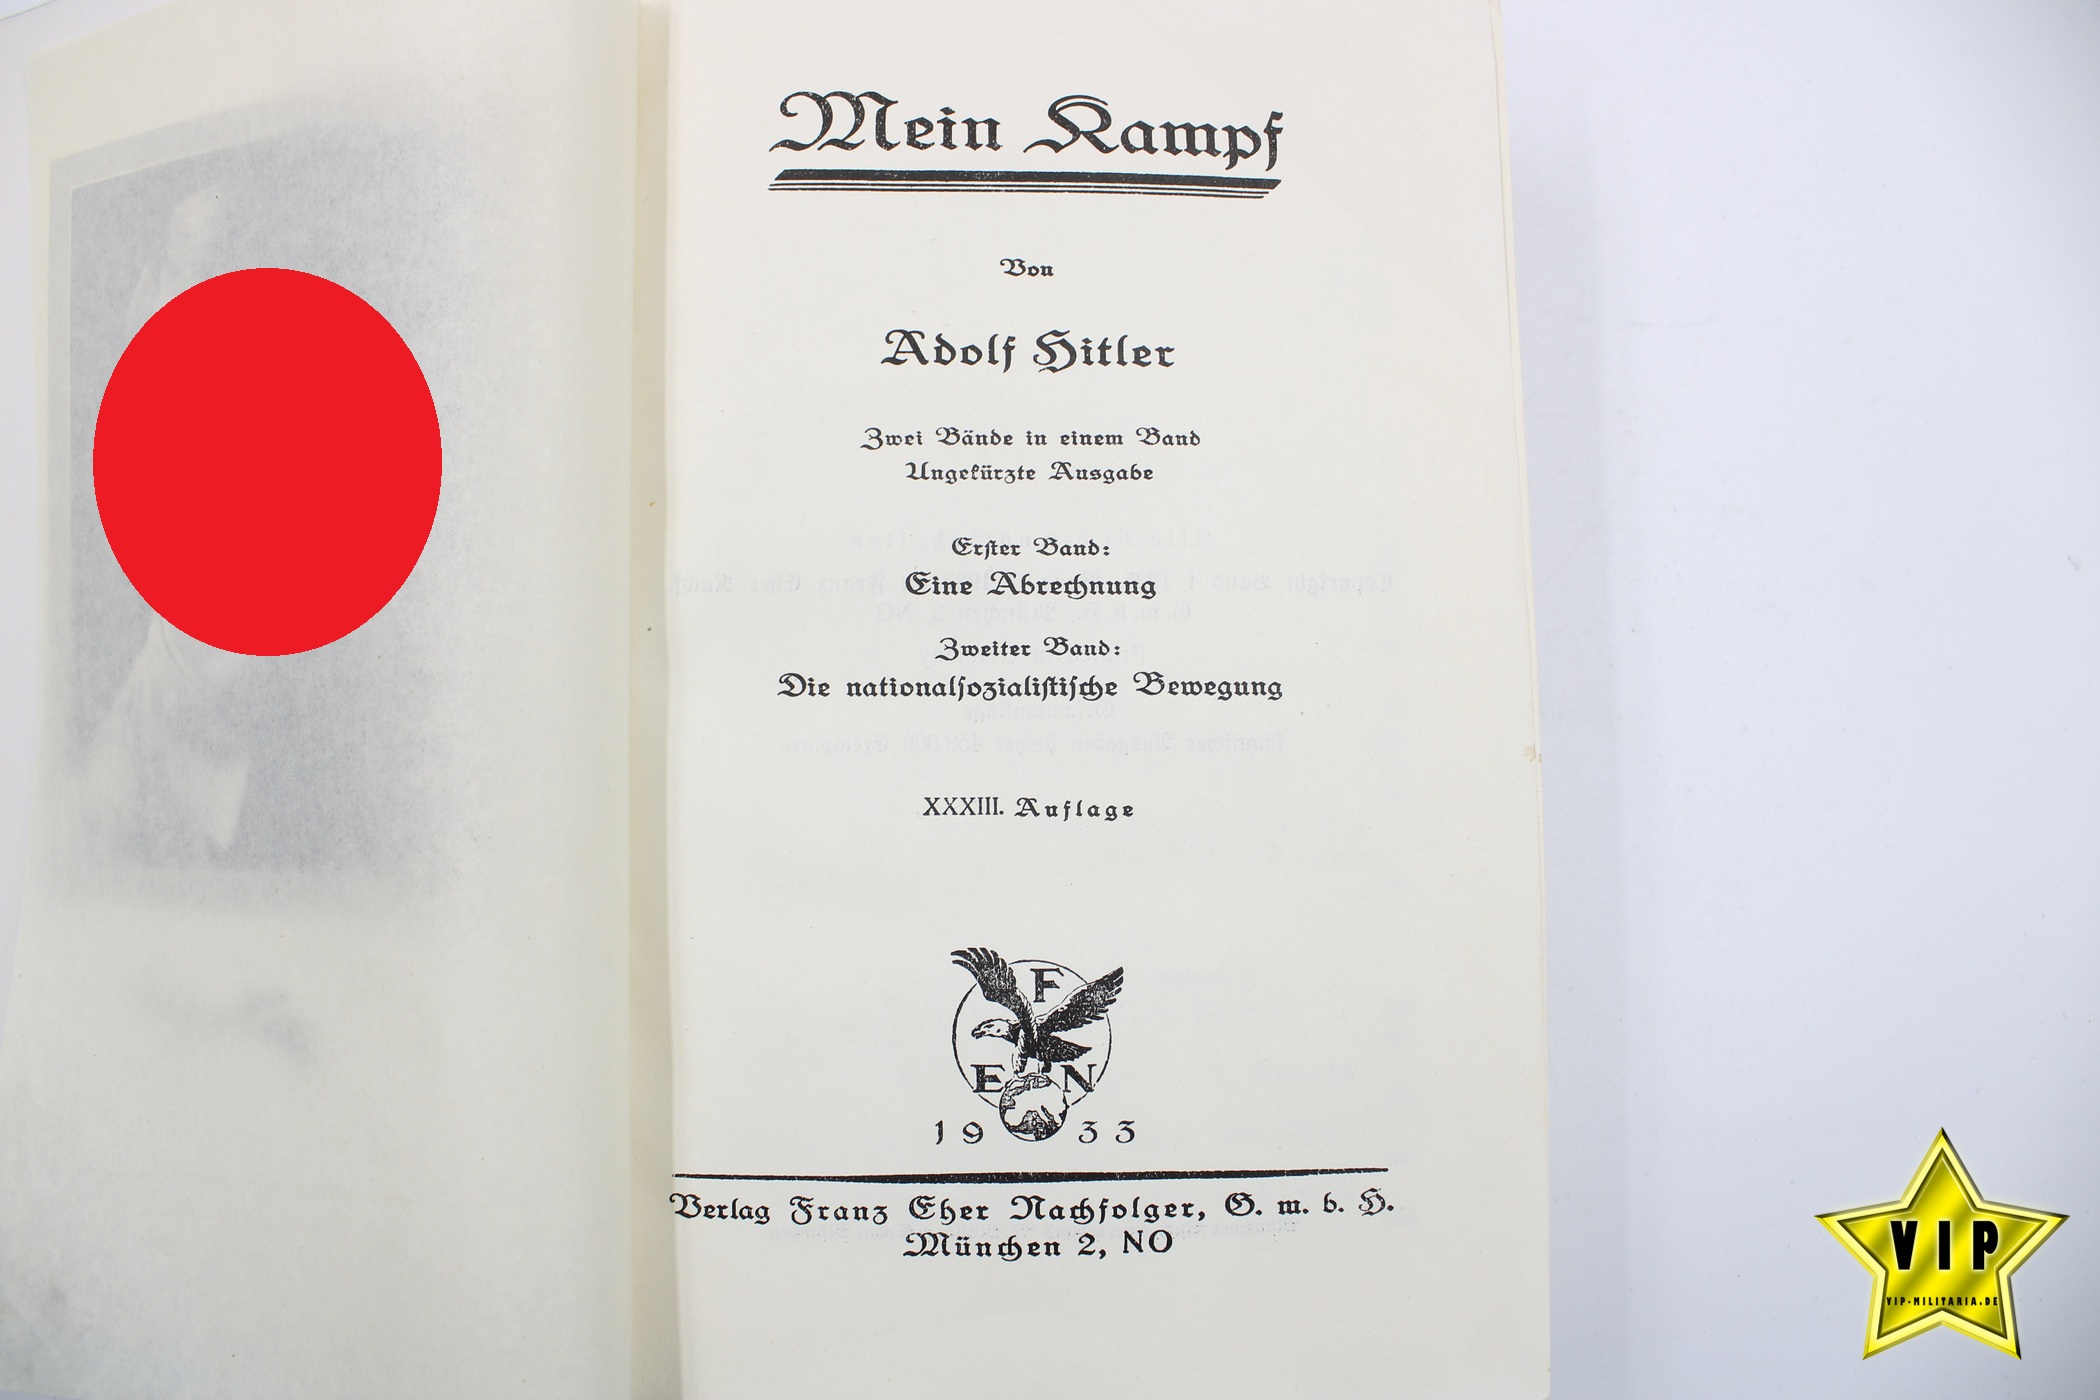 Mein Kampf
Von
Adolf Hitler
Zwei Bände in einem Band
Ungekürzte Ausgabe
Erster Band:
Eine Abrechnung
Zweiter Band:
Die nationalsozialistische Bewegung
XXXIII. Auflage
F
E N
1933
Verlag Franz Eher Nachfolger, G. m. b. H.
München 2, NO
VIP
VIP-MILITARIA.DE